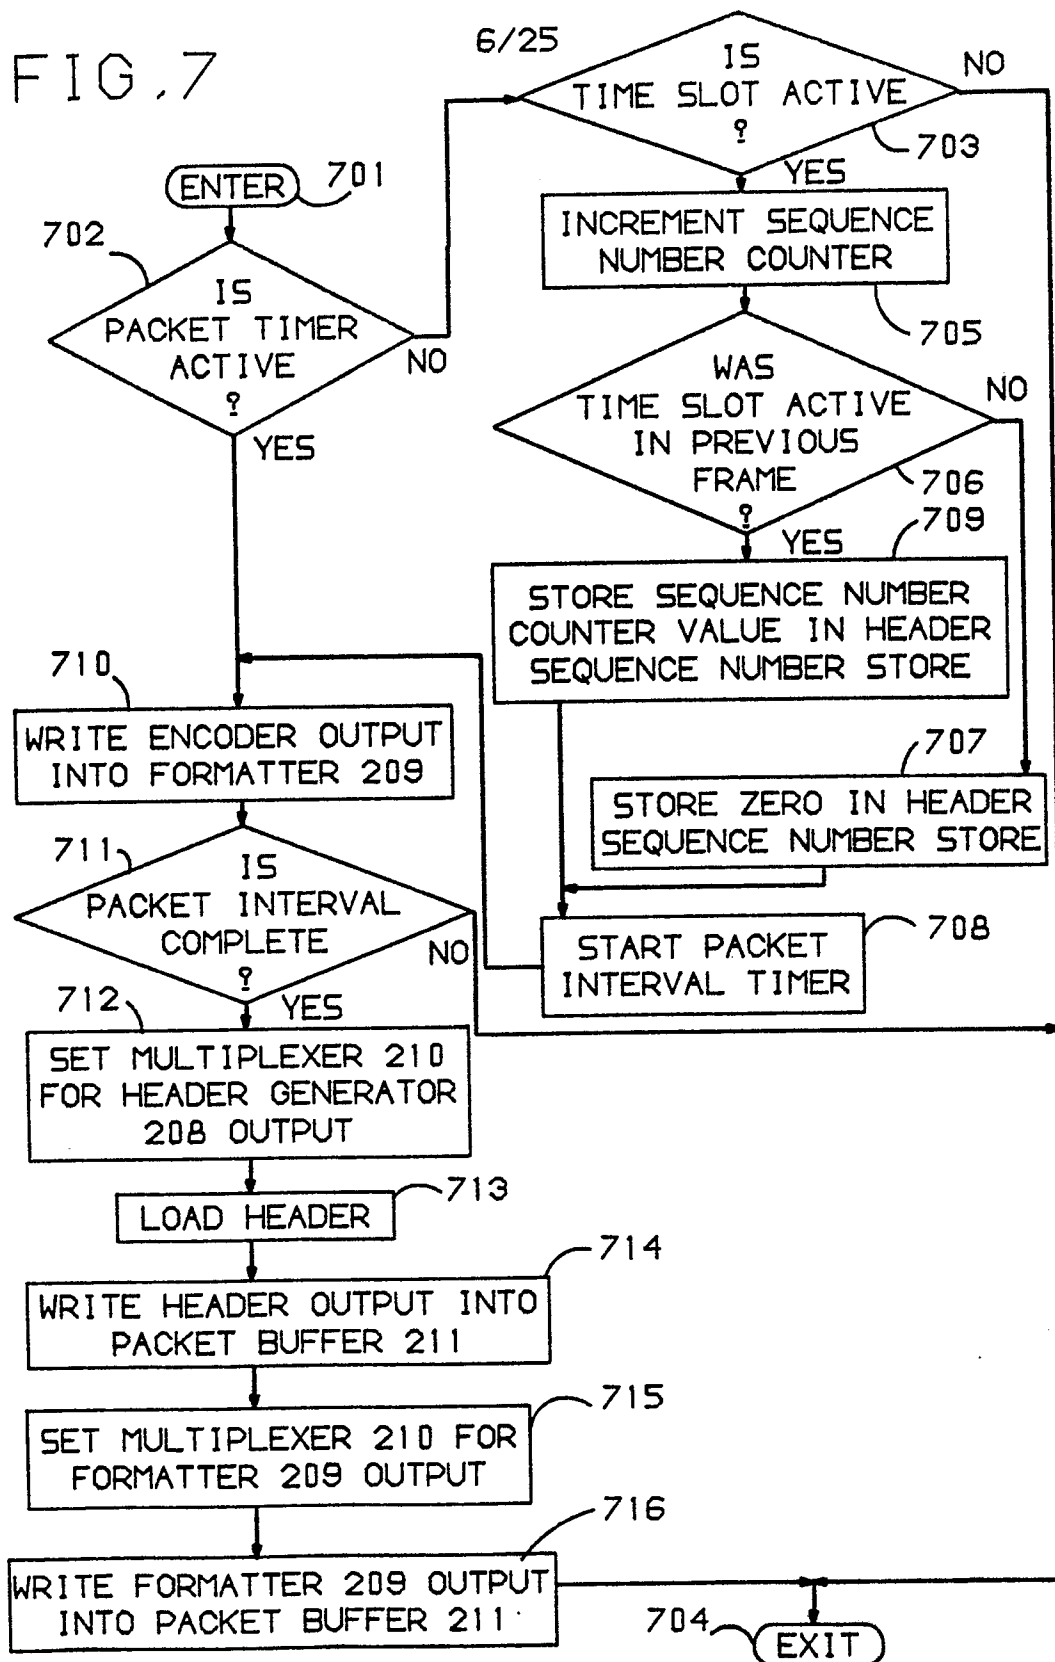 FIG.7
6/25
ENTER
701
702
IS
PACKET TIMER
ACTIVE
?
NO
YES
IS
TIME SLOT ACTIVE
?
NO
703
YES
INCREMENT SEQUENCE
NUMBER COUNTER
705
WAS
TIME SLOT ACTIVE
IN PREVIOUS
FRAME
?
NO
706
YES
709
STORE SEQUENCE NUMBER
COUNTER VALUE IN HEADER
SEQUENCE NUMBER STORE
707
STORE ZERO IN HEADER
SEQUENCE NUMBER STORE
708
START PACKET
INTERVAL TIMER
710
WRITE ENCODER OUTPUT
INTO FORMATTER 209
711
IS
PACKET INTERVAL
COMPLETE
?
NO
YES
712
SET MULTIPLEXER 210
FOR HEADER GENERATOR
208 OUTPUT
713
LOAD HEADER
714
WRITE HEADER OUTPUT INTO
PACKET BUFFER 211
715
SET MULTIPLEXER 210 FOR
FORMATTER 209 OUTPUT
716
WRITE FORMATTER 209 OUTPUT
INTO PACKET BUFFER 211
704
EXIT